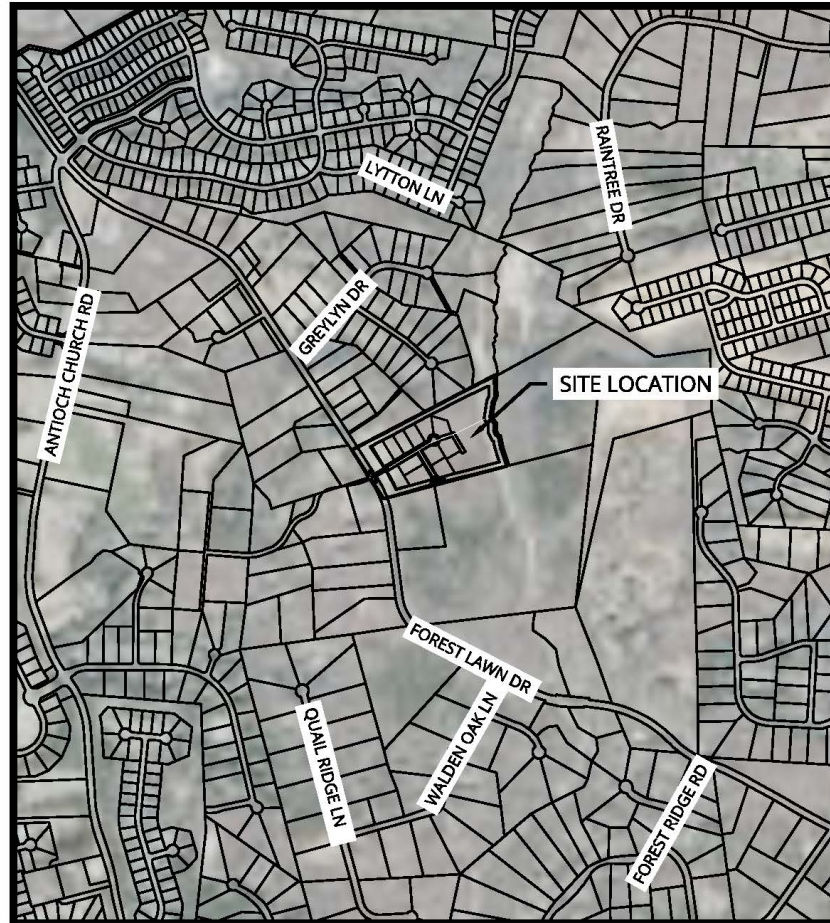 RAINTREE DR
LYTTON LN
GREYLYN DR
ANTIOCH CHURCH RD
SITE LOCATION
FOREST LAWN DR
WALDEN OAK LN
QUAIL RIDGE LN
FOREST RIDGE RD